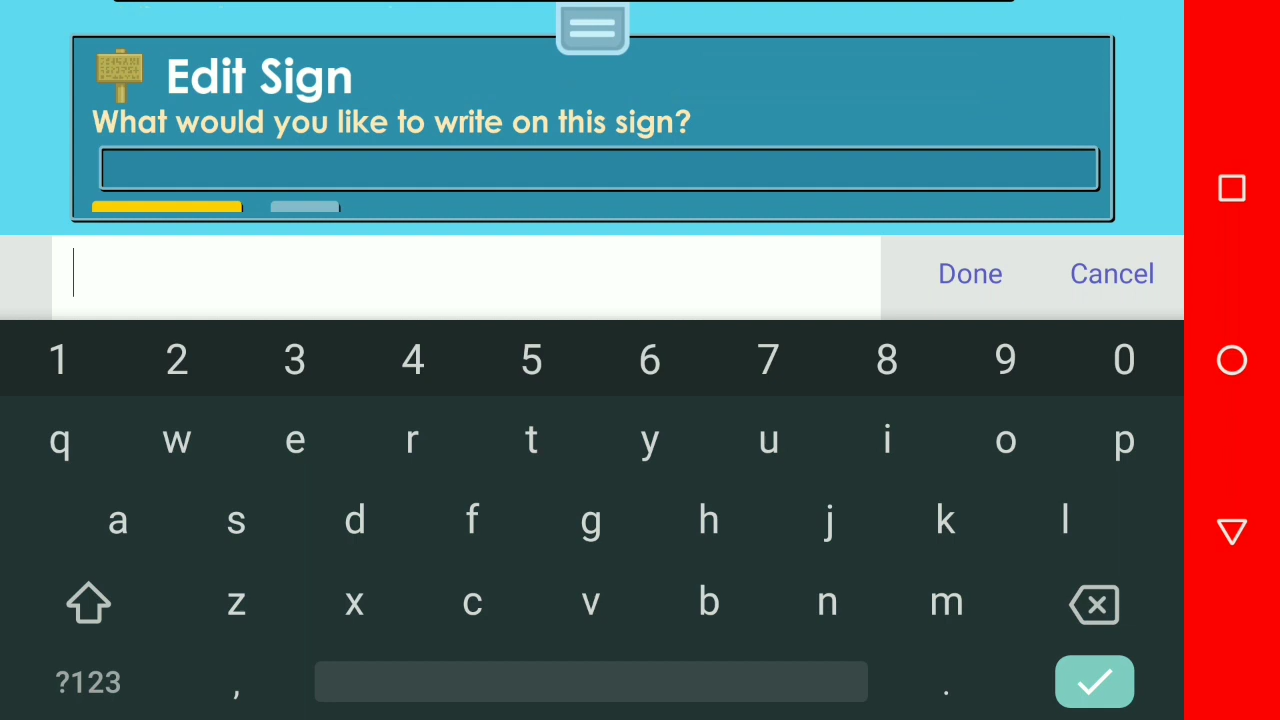 Edit Sign
What would you like to write on this sign?
Done Cancel
1 2 3 4 5 6 7 8 9 0
q w e r t y u i o p
a s d f g h j k l
z x c v b n m
?123 , .